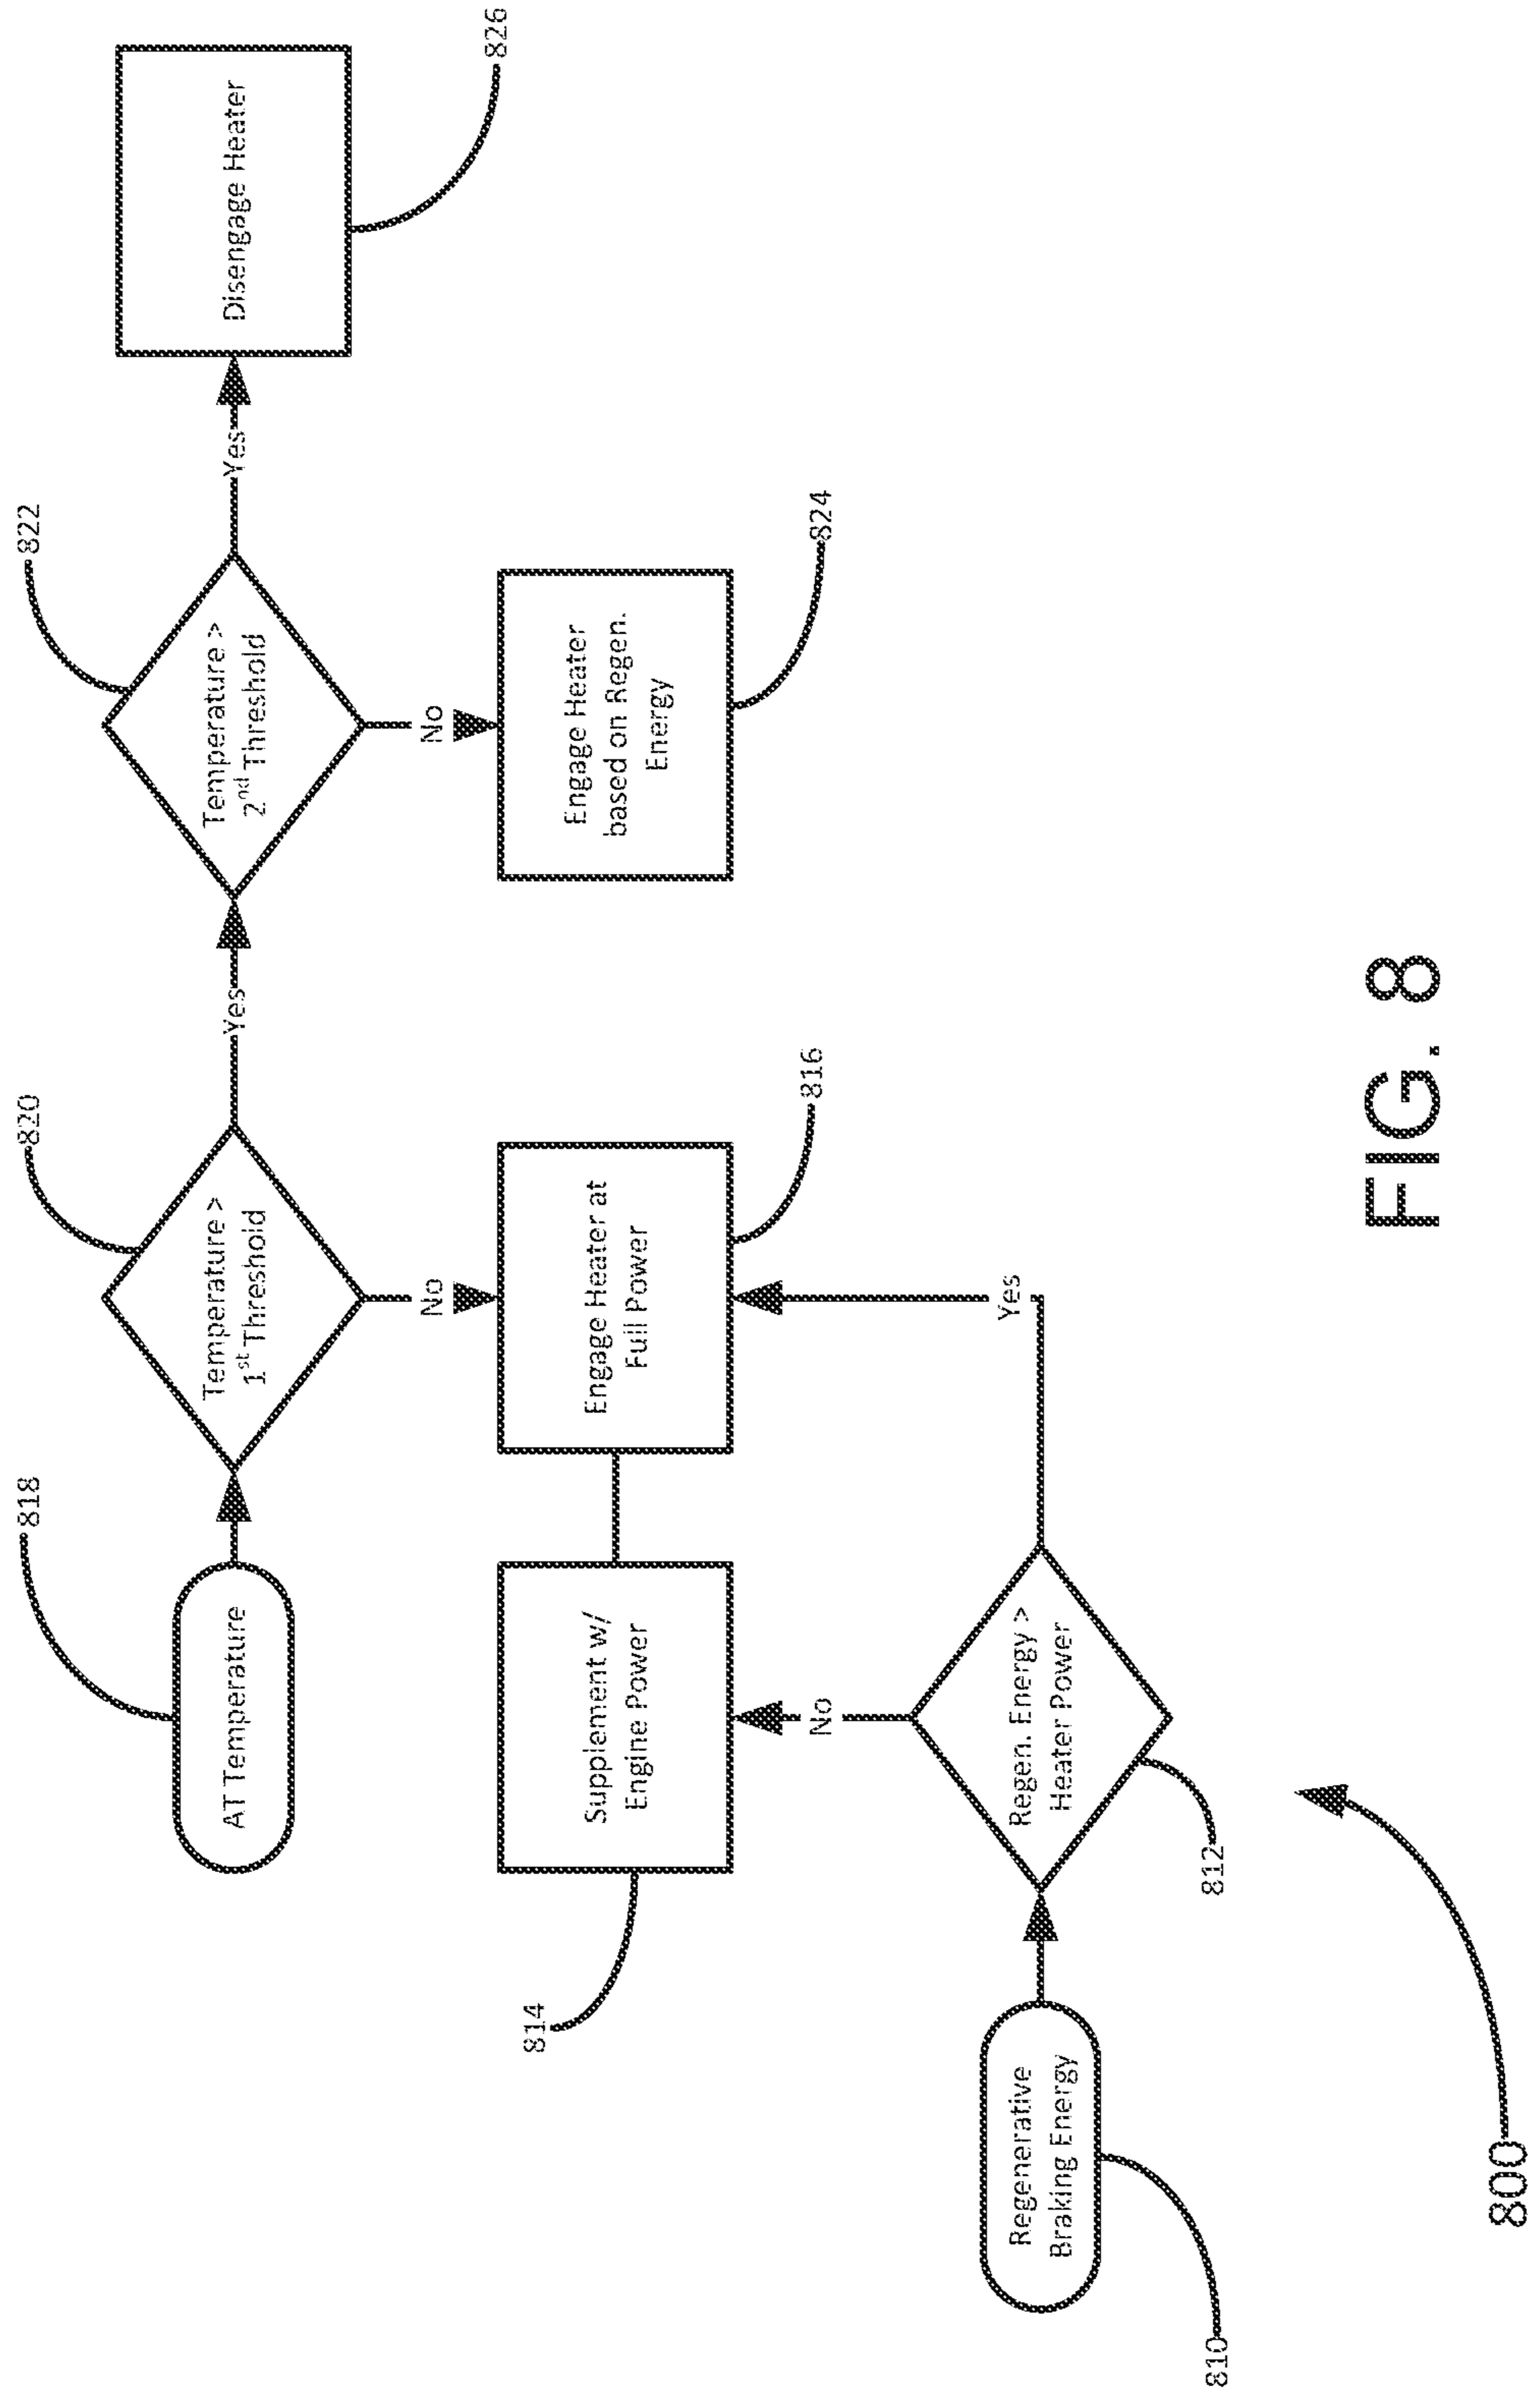 818
820
822
AT Temperature
Temperature >
1st Threshold
Yes
Temperature >
2nd Threshold
Yes
Disengage Heater
826
No
No
814
Supplement w/
Engine Power
Engage Heater at
Full Power
816
Engage Heater
based on Regen.
Energy
824
No
Yes
810
Regenerative
Braking Energy
812
Regen. Energy >
Heater Power
800
FIG. 8